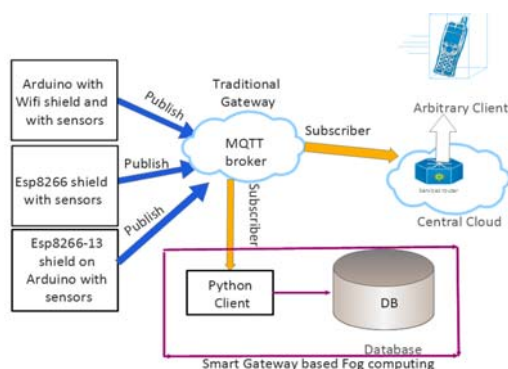 Arduino with
Wifi shield and
with sensors
Esp8266 shield
with sensors
Esp8266-13
shield on
Arduino with
sensors
Publish
Publish
Publish
Traditional
Gateway
MQTT
broker
Subscriber
Subscriber
Arbitrary Client
Services router
Central Cloud
Python
Client
DB
Database
Smart Gateway based Fog computing